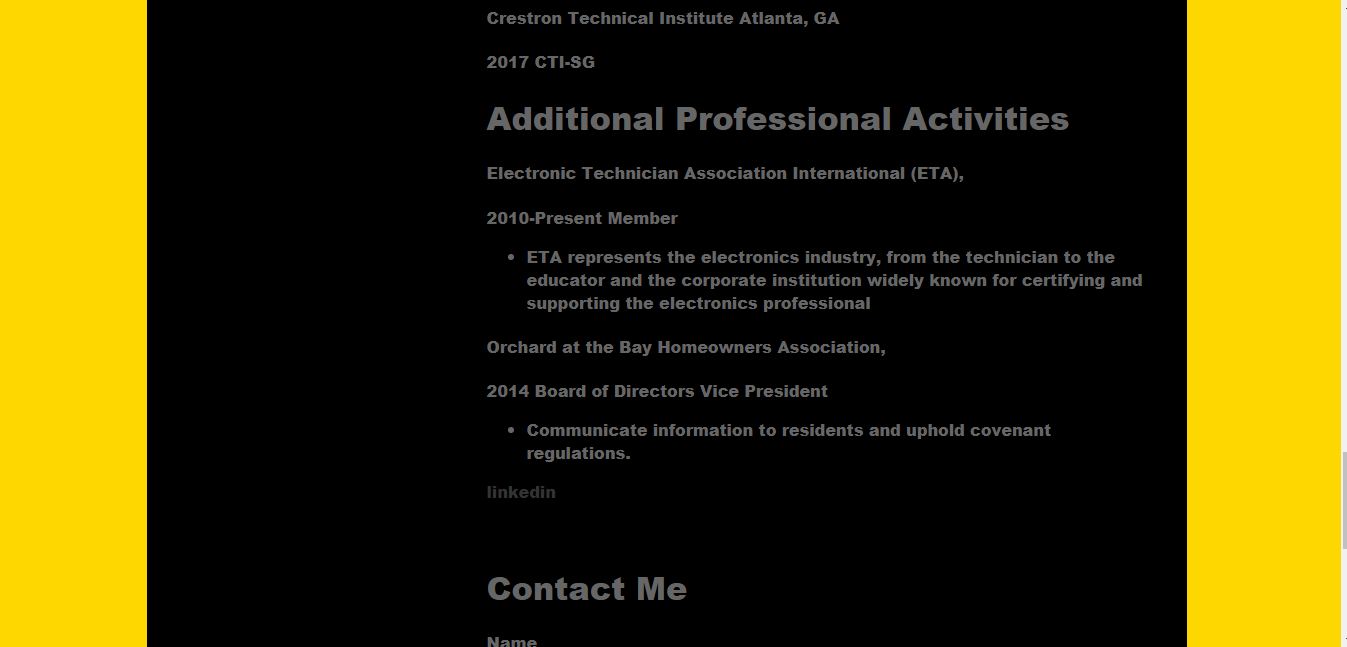 Crestron Technical Institute Atlanta, GA
2017 CTI-SG
Additional Professional Activities
Electronic Technician Association International (ETA),
2010-Present Member
• ETA represents the electronics industry, from the technician to the
educator and the corporate institution widely known for certifying and
supporting the electronics professional
Orchard at the Bay Homeowners Association,
2014 Board of Directors Vice President
• Communicate information to residents and uphold covenant
regulations.
linkedin
Contact Me
Name